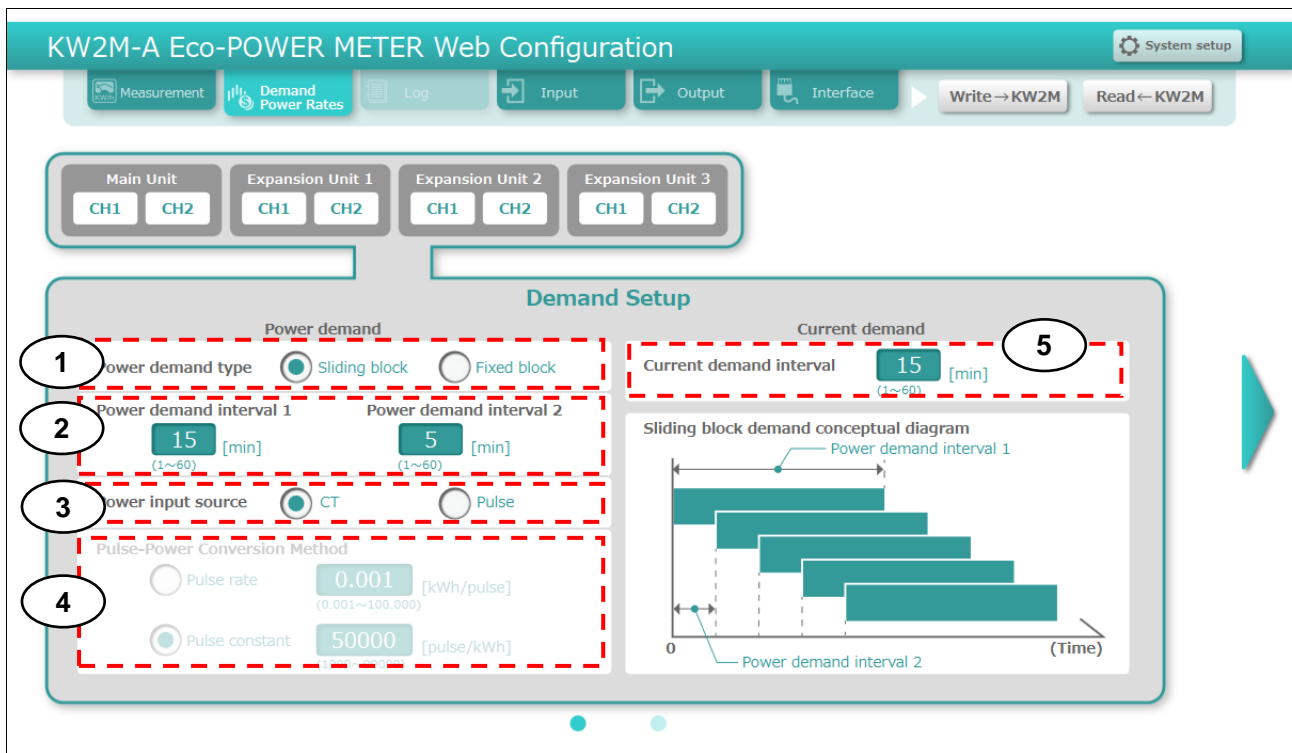 KW2M-A Eco-POWER METER Web Configuration
System setup
KW/h
Measurement
Demand
Power Rates
Log
Input
Output
Interface
Write→KW2M
Read←KW2M
Main Unit
Expansion Unit 1
Expansion Unit 2
Expansion Unit 3
CH1 CH2
CH1 CH2
CH1 CH2
CH1 CH2
Demand Setup
Power demand
1
Power demand type
Sliding block
Fixed block
2
Power demand interval 1
Power demand interval 2
15 [min]
5 [min]
(1~60)
(1~60)
3
Power input source
CT
Pulse
4
Pulse-Power Conversion Method
Pulse rate
0.001 [kWh/pulse]
(0.001~100.000)
Pulse constant
50000 [pulse/kWh]
Current demand
5
Current demand interval
15 [min]
(1~60)
Sliding block demand conceptual diagram
Power demand interval 1
0
(Time)
Power demand interval 2